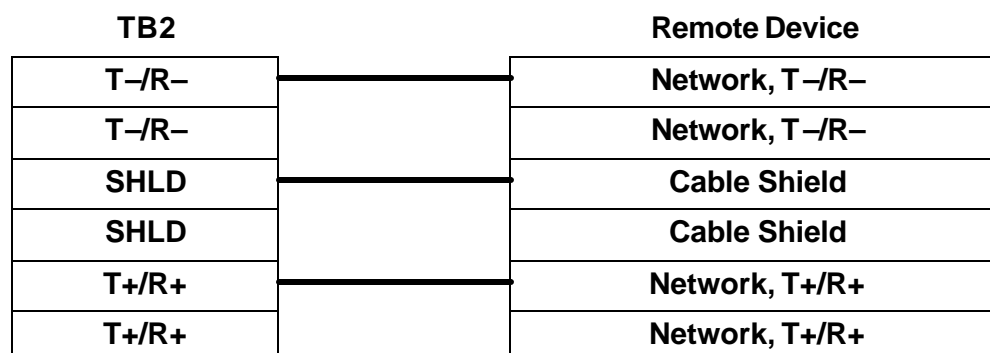 TB2 Remote Device
T–/R– Network, T–/R–
T–/R– Network, T–/R–
SHLD Cable Shield
SHLD Cable Shield
T+/R+ Network, T+/R+
T+/R+ Network, T+/R+